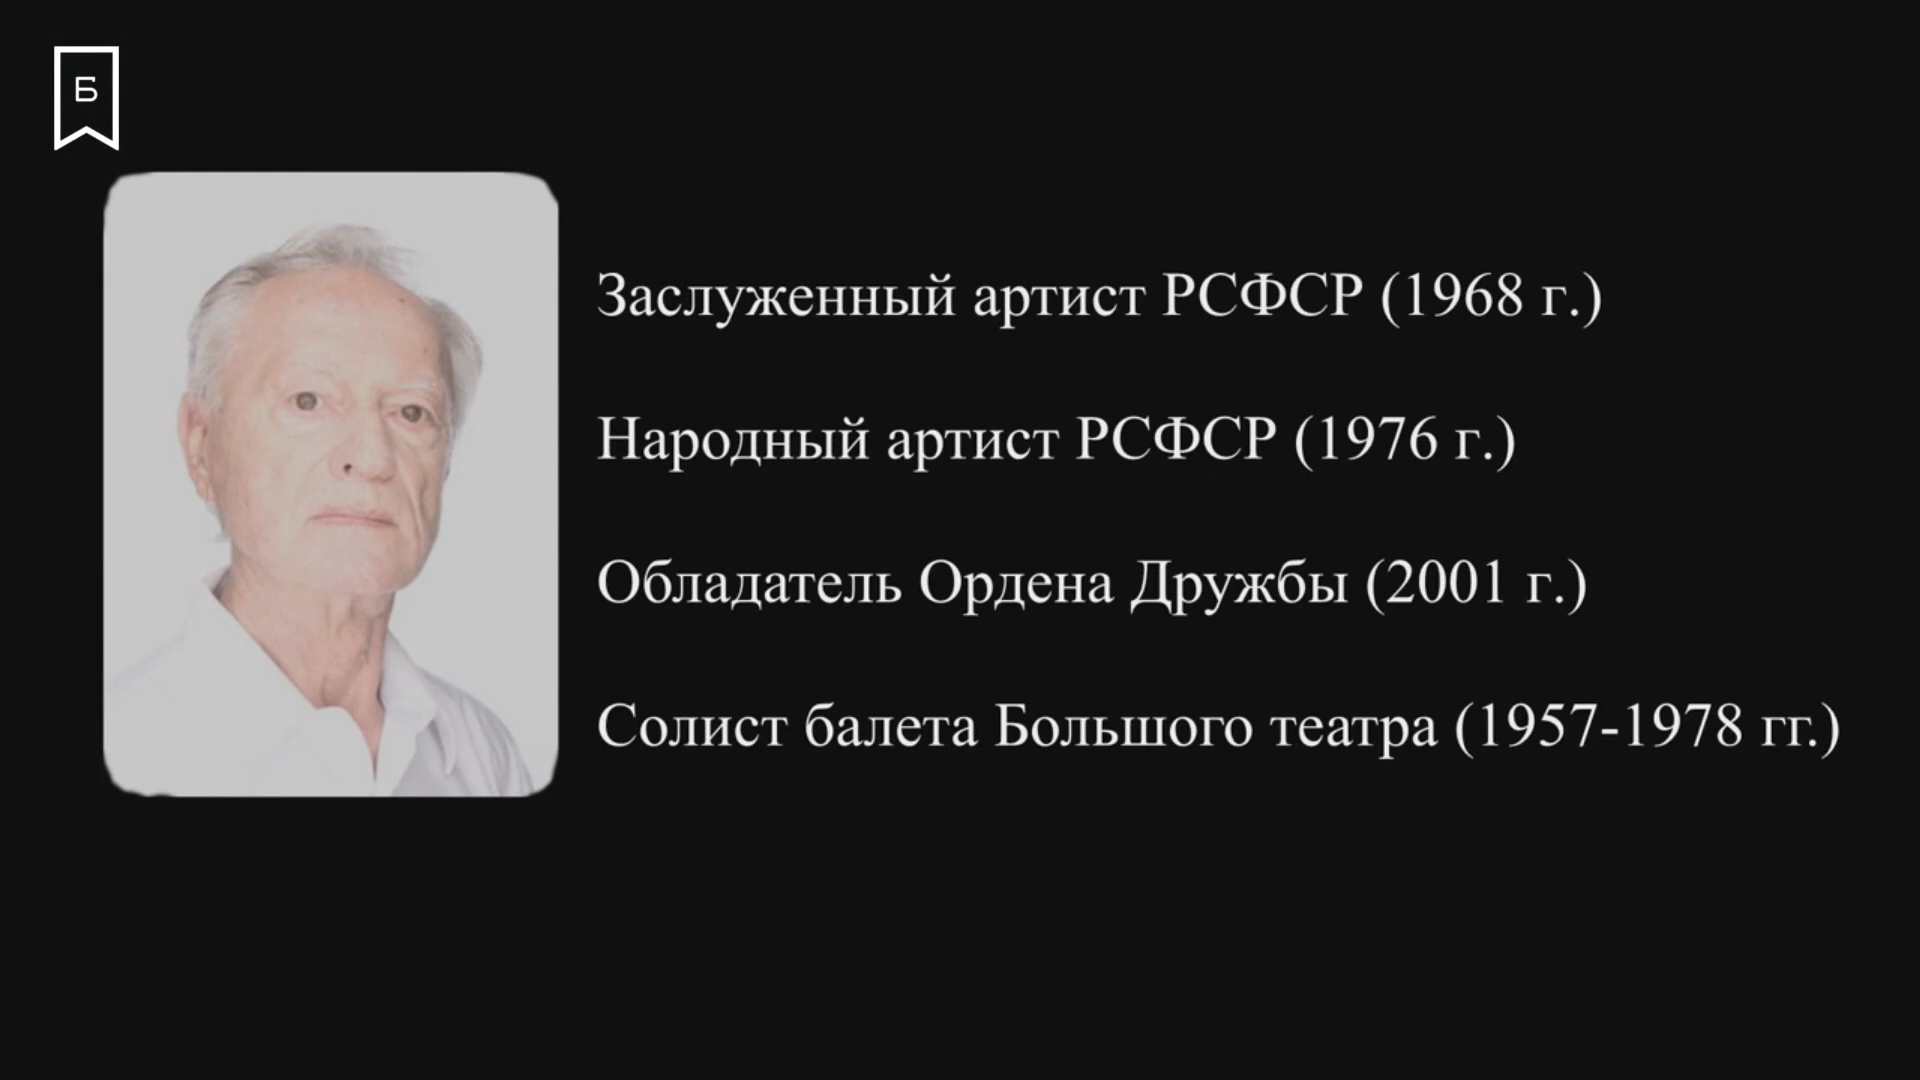 Б
Заслуженный артист РСФСР (1968 г.)
Народный артист РСФСР (1976 г.)
Обладатель Ордена Дружбы (2001 г.)
Солист балета Большого театра (1957-1978 гг.)